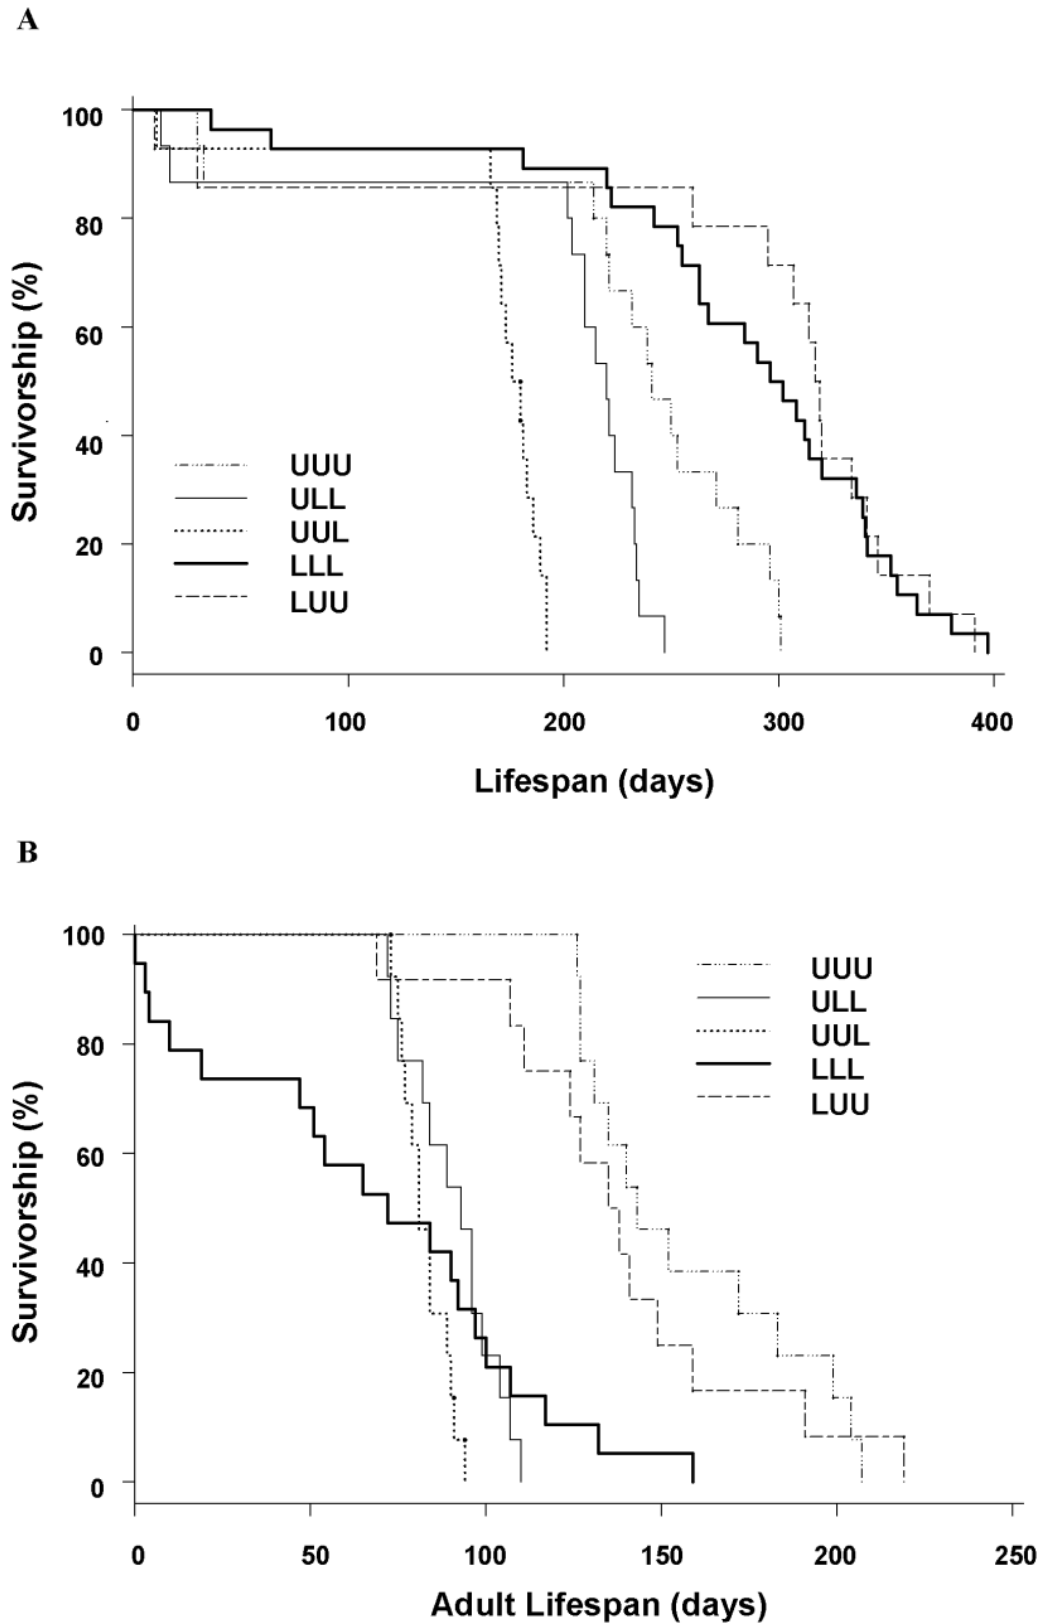 A
100
80
60
40
20
0
Survivorship (%)
UUU
ULL
UUL
LLL
LUU
0 100 200 300 400
Lifespan (days)
B
100
80
60
40
20
0
Survivorship (%)
UUU
ULL
UUL
LLL
LUU
0 50 100 150 200 250
Adult Lifespan (days)